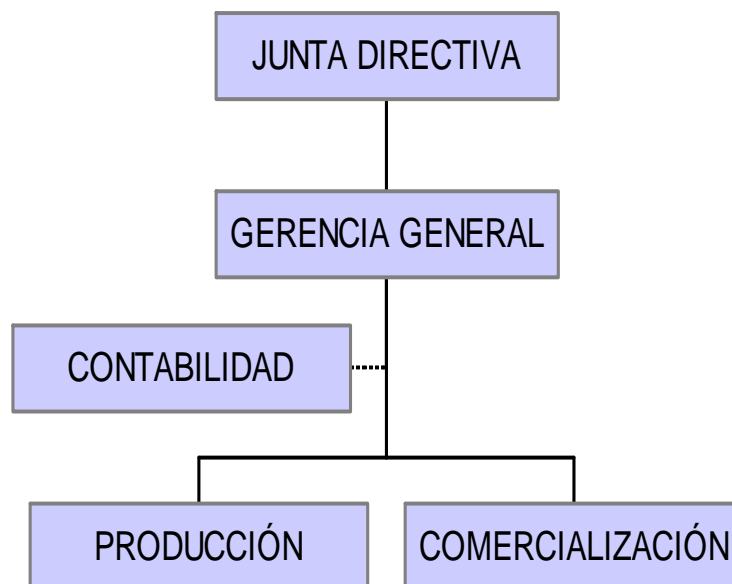 JUNTA DIRECTIVA
GERENCIA GENERAL
CONTABILIDAD
PRODUCCIÓN
COMERCIALIZACIÓN